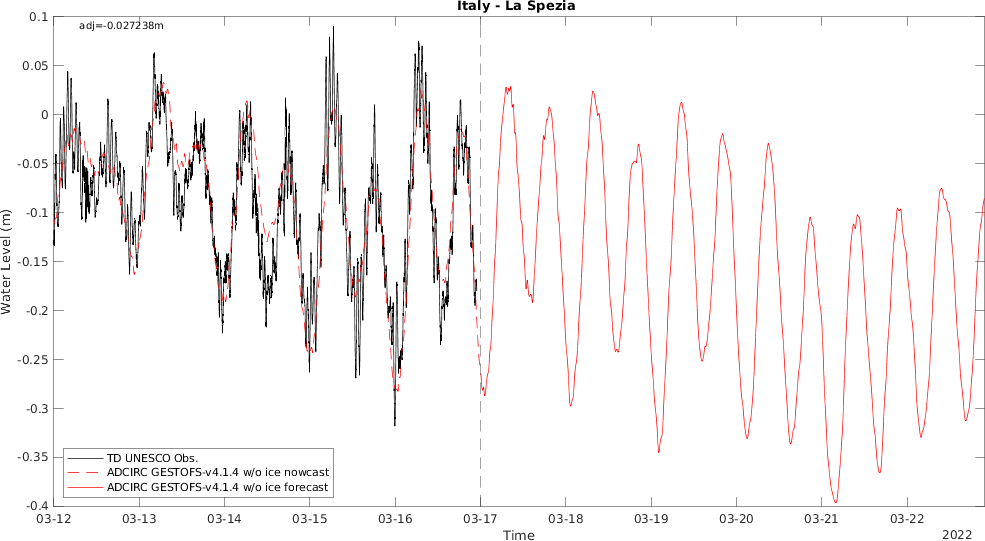 Italy - La Spezia
adj=-0.027238m
0.1
0.05
0
-0.05
-0.1
-0.15
-0.2
-0.25
-0.3
-0.35
-0.4
Water Level (m)
TD UNESCO Obs.
ADCIRC GESTOFS-v4.1.4 w/o ice nowcast
ADCIRC GESTOFS-v4.1.4 w/o ice forecast
03-12 03-13 03-14 03-15 03-16 03-17 03-18 03-19 03-20 03-21 03-22
Time
2022